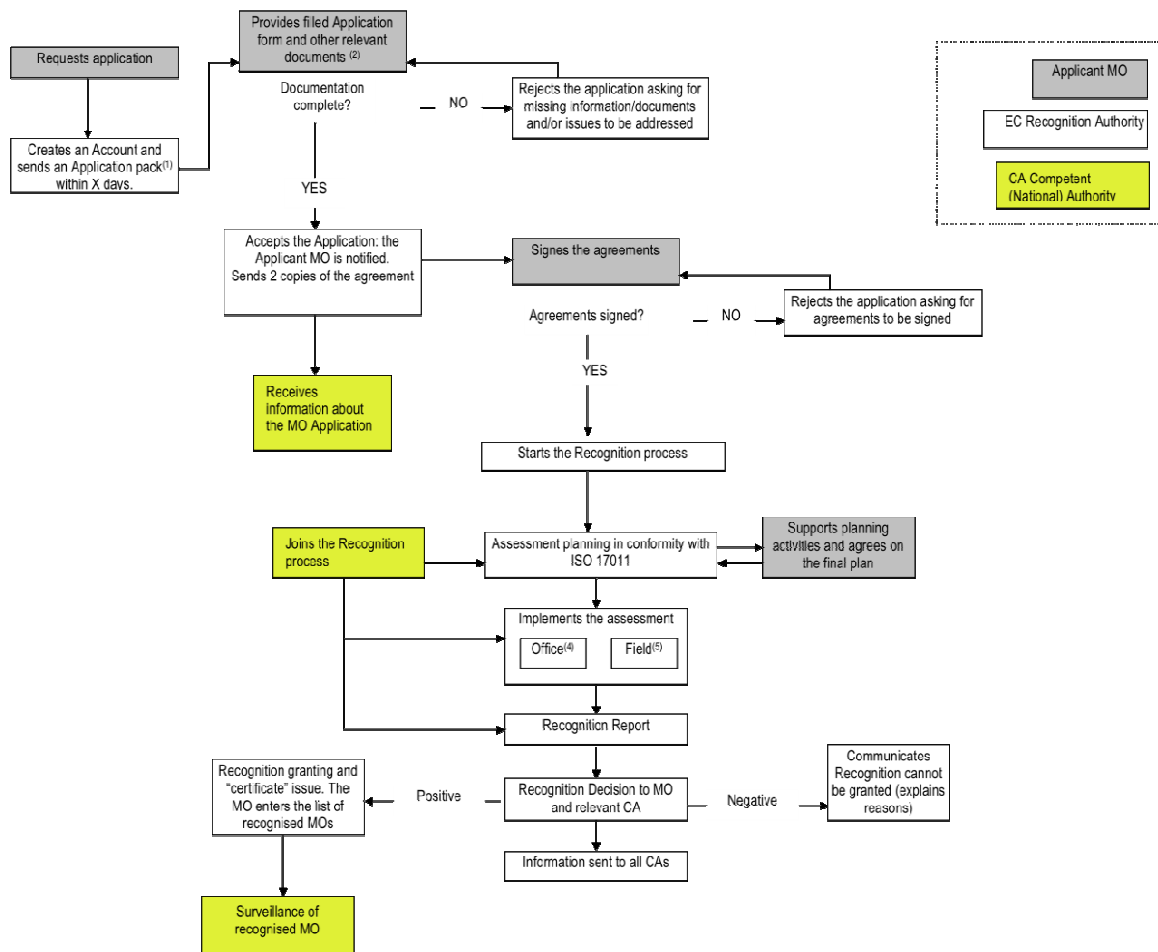 Requests application
Provides filled Application
form and other relevant
documents (2)
Documentation
complete?
NO
Rejects the application asking for
missing information/documents
and/or issues to be addressed
Applicant MO
EC Recognition Authority
CA Competent
(National) Authority
Creates an Account and
sends an Application pack(1)
within X days.
YES
Accepts the Application: the
Applicant MO is notified.
Sends 2 copies of the agreement
Signes the agreements
Agreements signed?
NO
Rejects the application asking for
agreements to be signed
YES
Receives
information about
the MO Application
Starts the Recognition process
Joins the Recognition
process
Assessment planning in conformity with
ISO 17011
Supports planning
activities and agrees on
the final plan
Implements the assessment
Office(4)
Field(5)
Recognition Report
Recognition granting and
“certificate” issue. The
MO enters the list of
recognised MOs
Positive
Recognition Decision to MO
and relevant CA
Negative
Communicates
Recognition cannot
be granted (explains
reasons)
Information sent to all CAs
Surveillance of
recognised MO